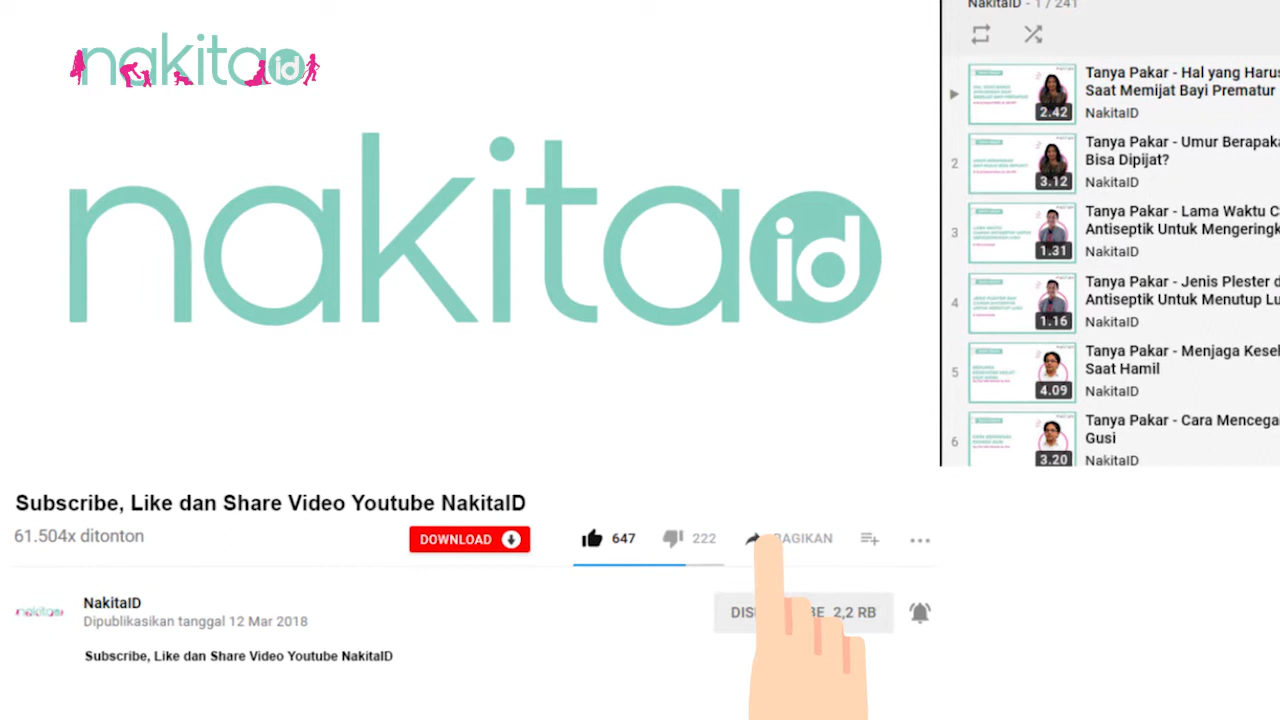 nakita id
nakita id
NakitaID - 1 / 241
Tanya Pakar - Hal yang Harus
Saat Memijat Bayi Prematur
NakitaID
2.42
2
Tanya Pakar - Umur Berapaka
Bisa Dipijat?
NakitaID
3.12
3
Tanya Pakar - Lama Waktu C
Antiseptik Untuk Mengeringk
NakitaID
1.31
4
Tanya Pakar - Jenis Plester d
Antiseptik Untuk Menutup Lu
NakitaID
1.16
5
Tanya Pakar - Menjaga Kesel
Saat Hamil
NakitaID
4.09
6
Tanya Pakar - Cara Mencega
Gusi
NakitaID
3.20
Subscribe, Like dan Share Video Youtube NakitaID
61.504x ditonton
DOWNLOAD
647
222
BAGIKAN
NakitaID
Dipublikasikan tanggal 12 Mar 2018
DIS BE 2,2 RB
Subscribe, Like dan Share Video Youtube NakitaID